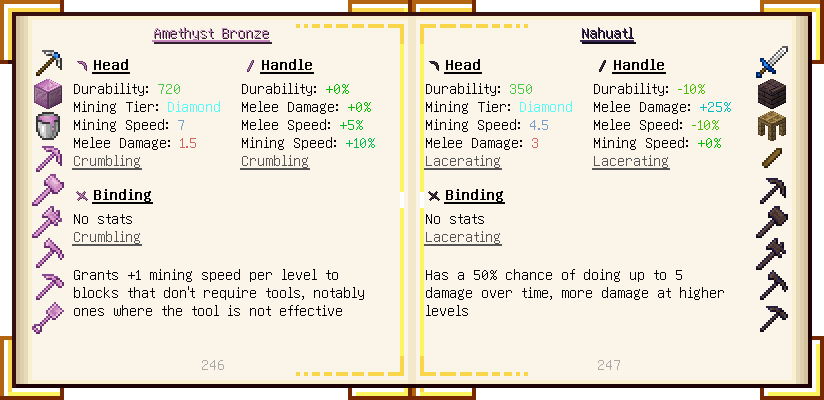 Amethyst Bronze
Head
Durability: 720
Mining Tier: Diamond
Mining Speed: 7
Melee Damage: 1.5
Crumbling
Handle
Durability: +0%
Melee Damage: +0%
Melee Speed: +5%
Mining Speed: +10%
Crumbling
Binding
No stats
Crumbling
Grants +1 mining speed per level to
blocks that don't require tools, notably
ones where the tool is not effective
246
Nahuatl
Head
Durability: 350
Mining Tier: Diamond
Mining Speed: 4.5
Melee Damage: 3
Lacerating
Handle
Durability: -10%
Melee Damage: +25%
Melee Speed: -10%
Mining Speed: +0%
Lacerating
Binding
No stats
Lacerating
Has a 50% chance of doing up to 5
damage over time, more damage at higher
levels
247